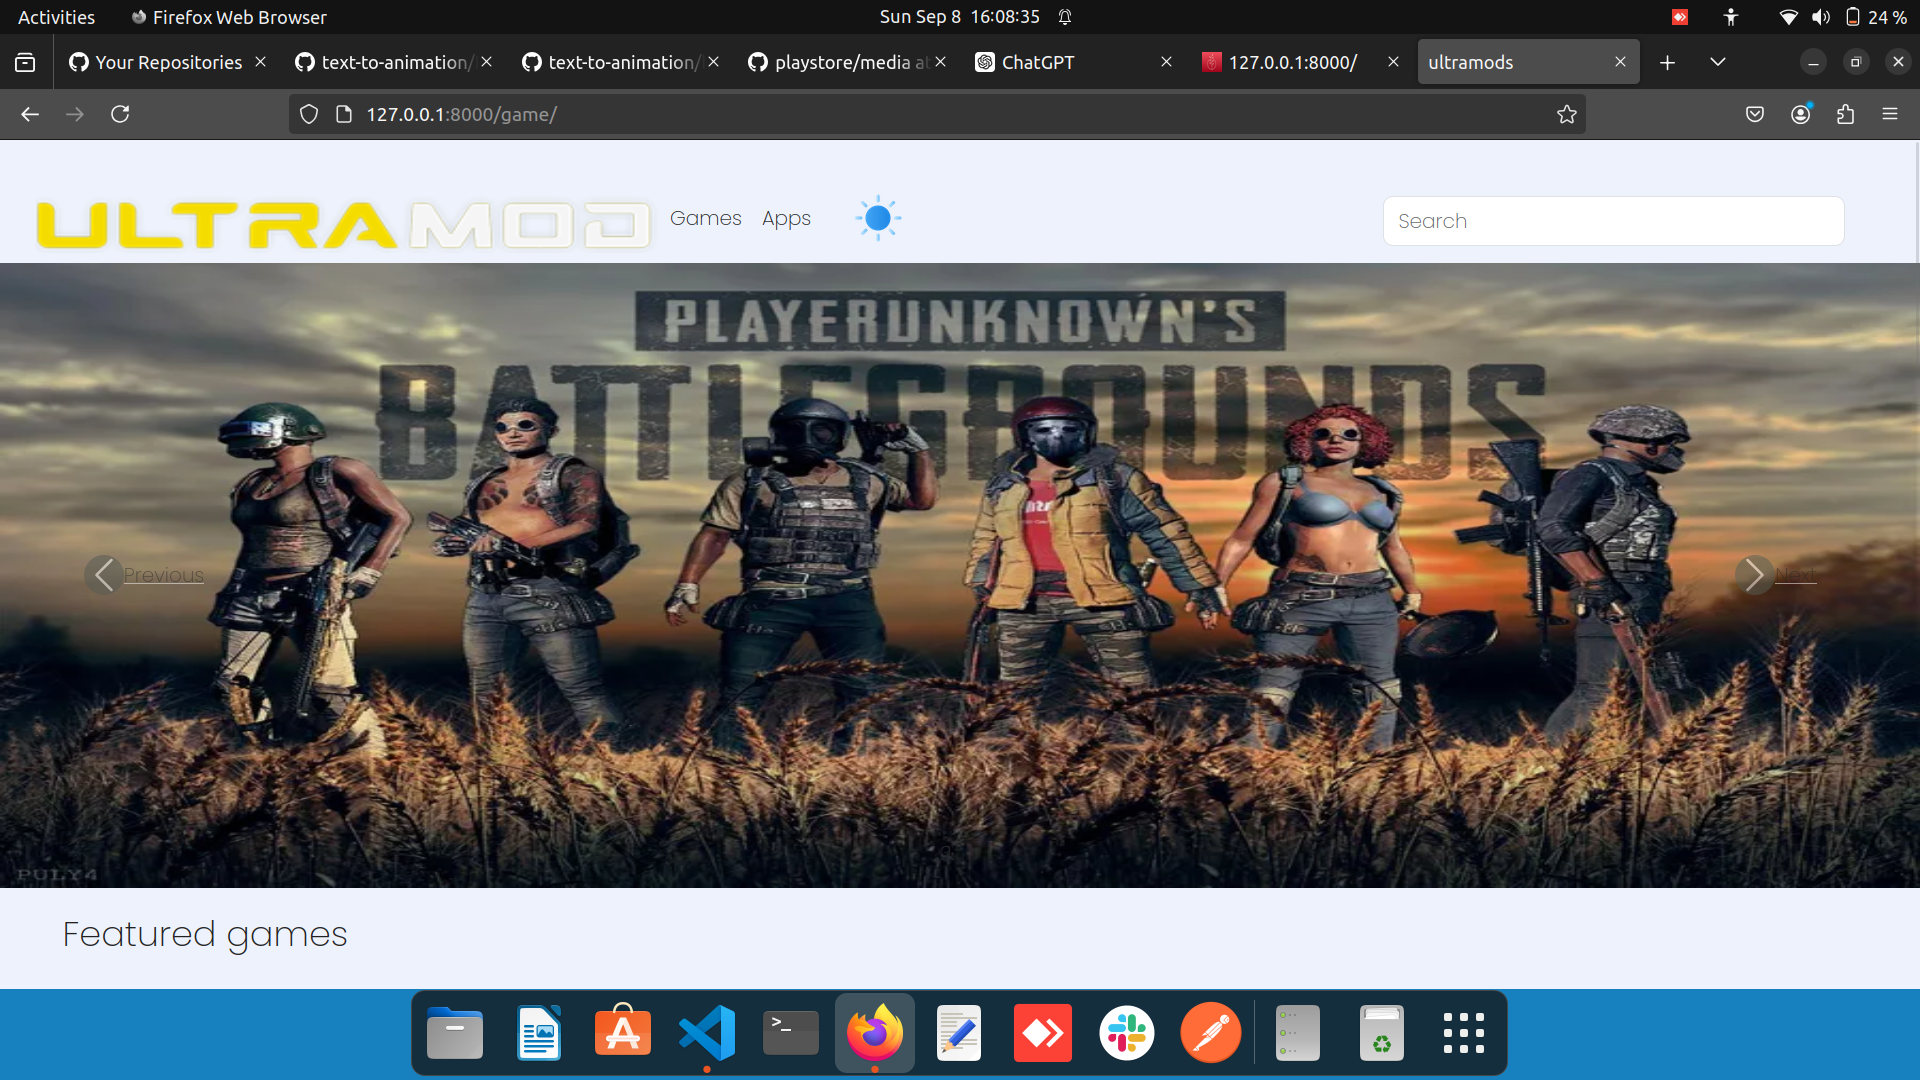 Activities
Firefox Web Browser
Sun Sep 8 16:08:35
24 %
Your Repositories
text-to-animation/
text-to-animation/
playstore/media at
ChatGPT
127.0.0.1:8000/
ultramods
127.0.0.1:8000/game/
ULTRAMOD
Games
Apps
Search
PLAYERUNKNOWN'S
BATTLEGROUNDS
Previous
Next
PULY4
Featured games